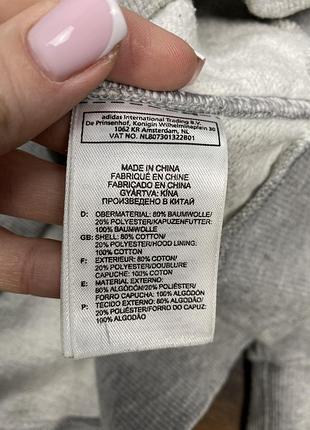 adidas International Trading B.V.
De Prinsenhof, Konigin Wilhelminaplein 30
1062 KR Amsterdam, NL
VAT NO. NL807301322B01
MADE IN CHINA
FABRIQUÉ EN CHINE
FABRICADO EN CHINA
GYÁRTVA: KÍNA
ПРОИЗВЕДЕНО В КИТАЙ
D: OBERMATERIAL: 80% BAUMWOLLE/
20% POLYESTER/KAPUZENFUTTER:
100% BAUMWOLLE
GB: SHELL: 80% COTTON/
20% POLYESTER/HOOD LINING:
100% COTTON
F: EXTERIEUR: 80% COTON/
20% POLYESTER/DOUBLURE
CAPUCHE: 100% COTON
E: MATERIAL EXTERNO: 80%
ALGODÓN/20% POLIÉSTER/
FORRO CAPUCHA: 100% ALGODÓN
P: TECIDO EXTERNO: 80% ALGODÃO/
20% POLIÉSTER/FORRO DO CAPUZ:
100% ALGODÃO